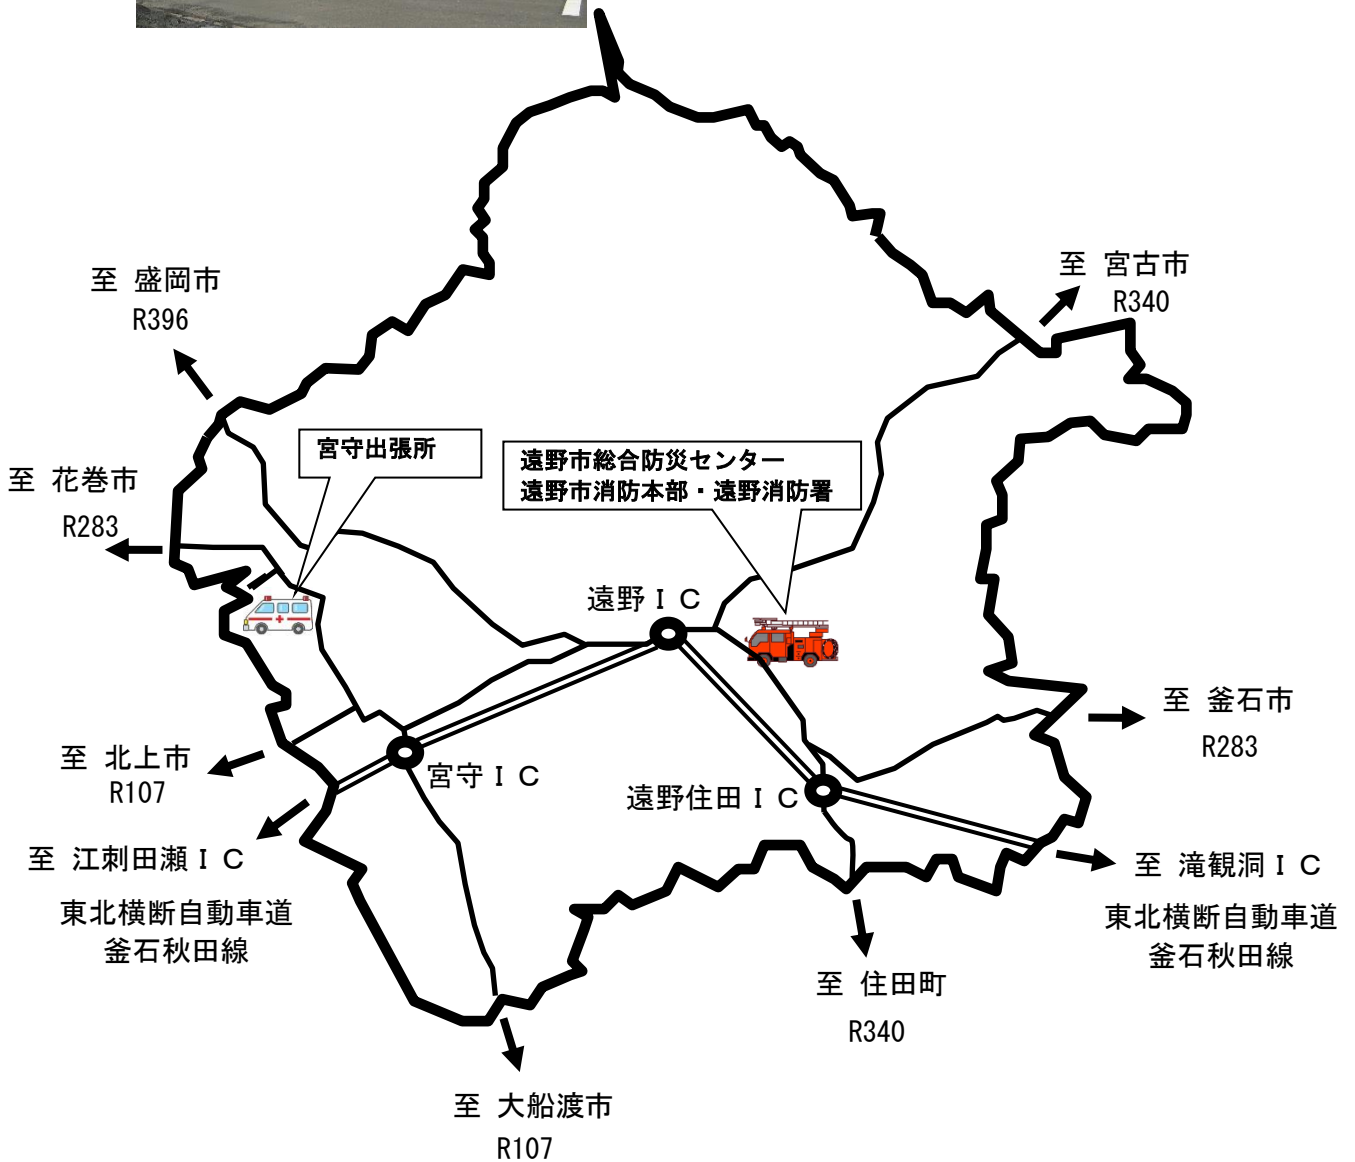 至 盛岡市
R396
至 宮古市
R340
宮守出張所
遠野市総合防災センター
遠野市消防本部・遠野消防署
至 花巻市
R283
遠野ＩＣ
至 釜石市
R283
至 北上市
R107
宮守ＩＣ
遠野住田ＩＣ
至 江刺田瀬ＩＣ
東北横断自動車道
釜石秋田線
至 滝観洞ＩＣ
東北横断自動車道
釜石秋田線
至 住田町
R340
至 大船渡市
R107